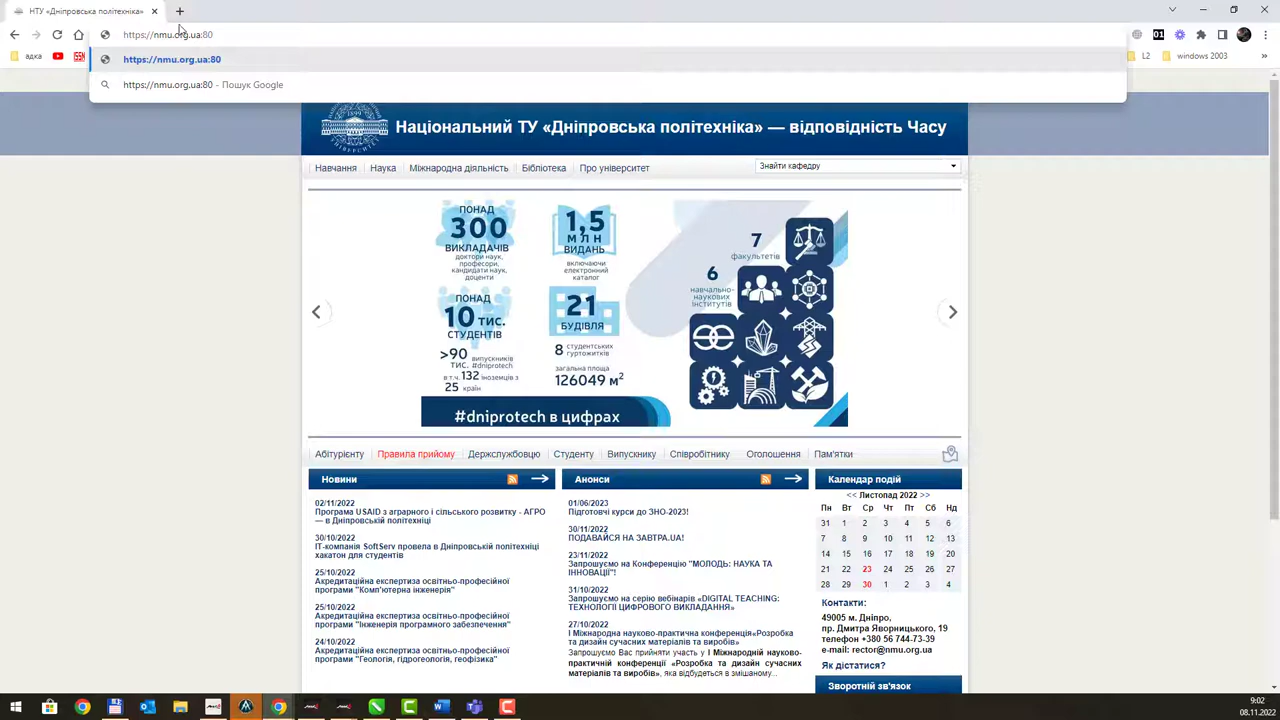 НТУ «Дніпровська політехніка»
https://nmu.org.ua:80
https://nmu.org.ua:80
https://nmu.org.ua:80 - Пошук Google
адка
01
L2
windows 2003
»
Національний ТУ «Дніпровська політехніка» — відповідність Часу
Навчання
Наука
Міжнародна діяльність
Бібліотека
Про університет
Знайти кафедру
ПОНАД
300
ВИКЛАДАЧІВ
доктори наук,
професори,
кандидати наук,
доценти
1,5
МЛН
ВИДАНЬ
включаючи
електронний
каталог
ПОНАД
10 тис.
СТУДЕНТІВ
21
БУДІВЛЯ
>90 випускників
тис. #dniprotech
в т.ч. 132 іноземців з
25 країн
8 студентських
гуртожитків
загальна площа
126049 м²
7
факультетів
6
навчально-
наукових
інститутів
#dniprotech в цифрах
Абітурієнту
Правила прийому
Держслужбовцю
Студенту
Випускнику
Співробітнику
Оголошення
Пам'ятки
Новини
02/11/2022
Програма USAID з аграрного і сільського розвитку - АГРО
— в Дніпровській політехніці
30/10/2022
ІТ-компанія SoftServ провела в Дніпровській політехніці
хакатон для студентів
25/10/2022
Акредитаційна експертиза освітньо-професійної
програми "Комп'ютерна інженерія"
25/10/2022
Акредитаційна експертиза освітньо-професійної
програми "Інженерія програмного забезпечення"
24/10/2022
Акредитаційна експертиза освітньо-професійної
програми "Геологія, гідрогеологія, геофізика"
Анонси
01/06/2023
Підготовчі курси до ЗНО-2023!
30/11/2022
ПОДАВАЙСЯ НА ЗАВТРА.UA!
23/11/2022
Запрошуємо на Конференцію "МОЛОДЬ: НАУКА ТА
ІННОВАЦІЇ"!
31/10/2022
Запрошуємо на серію вебінарів «DIGITAL TEACHING:
ТЕХНОЛОГІЇ ЦИФРОВОГО ВИКЛАДАННЯ»
27/10/2022
І Міжнародна науково-практична конференція«Розробка
та дизайн сучасних матеріалів та виробів»
Запрошуємо Вас прийняти участь у І Міжнародній науково-
практичній конференції «Розробка та дизайн сучасних
матеріалів та виробів», яка відбудеться в змішаному...
Календар подій
<< Листопад 2022 >>
Пн Вт Ср Чт Пт Сб Нд
31 1 2 3 4 5 6
7 8 9 10 11 12 13
14 15 16 17 18 19 20
21 22 23 24 25 26 27
28 29 30 1 2 3 4
Контакти:
49005 м. Дніпро,
пр. Дмитра Яворницького, 19
телефон +380 56 744-73-39
e-mail: rector@nmu.org.ua
Як дістатися?
Зворотній зв'язок
9:02
08.11.2022